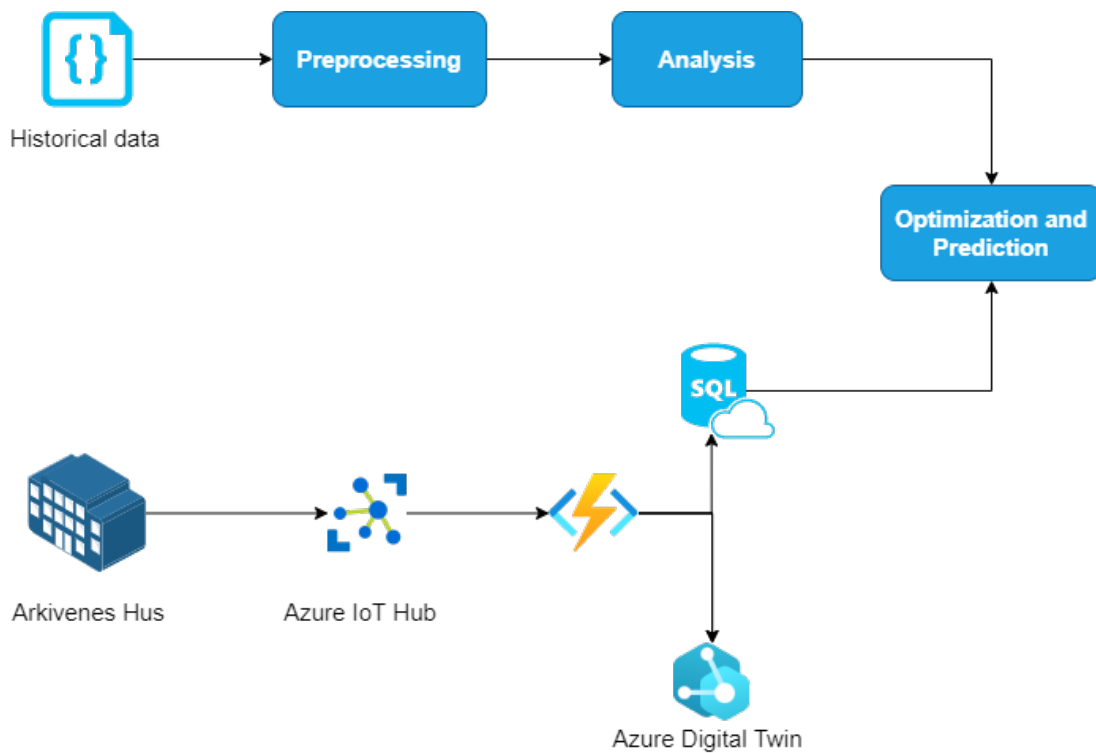 {}
Historical data
Preprocessing
Analysis
Optimization and
Prediction
SQL
Arkivenes Hus
Azure IoT Hub
Azure Digital Twin